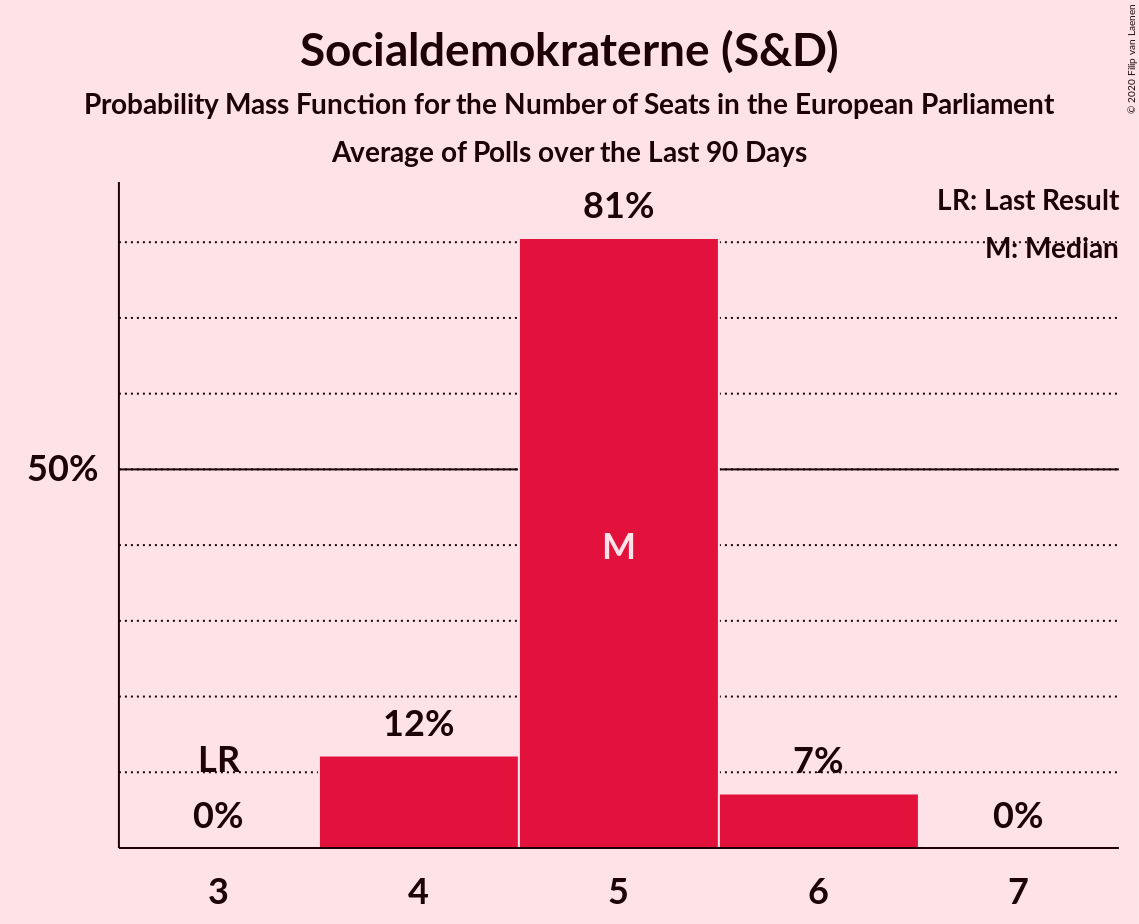 Socialdemokraterne (S&D)
Probability Mass Function for the Number of Seats in the European Parliament
Average of Polls over the Last 90 Days
© 2020 Filip van Laenen
LR: Last Result
M: Median
81%
50%
M
12%
LR
7%
0%
0%
3
4
5
6
7